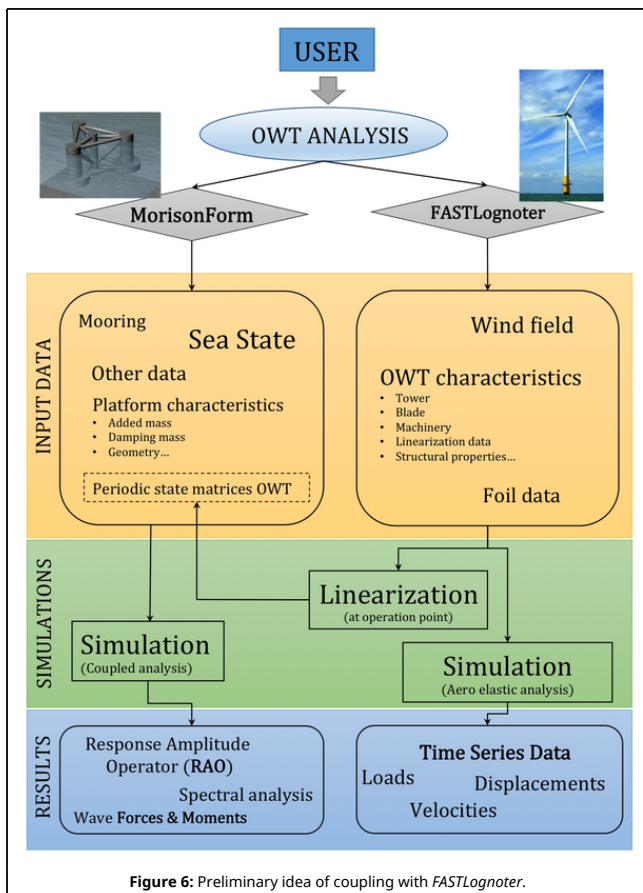 USER
OWT ANALYSIS
MorisonForm
FASTLognoter
INPUT DATA
Mooring
Sea State
Other data
Platform characteristics
• Added mass
• Damping mass
• Geometry…
Periodic state matrices OWT
Wind field
OWT characteristics
• Tower
• Blade
• Machinery
• Linearization data
• Structural properties…
Foil data
SIMULATIONS
Linearization
(at operation point)
Simulation
(Coupled analysis)
Simulation
(Aero elastic analysis)
RESULTS
Response Amplitude
Operator (RAO)
Spectral analysis
Wave Forces & Moments
Time Series Data
Loads
Displacements
Velocities
Figure 6: Preliminary idea of coupling with FASTLognoter.